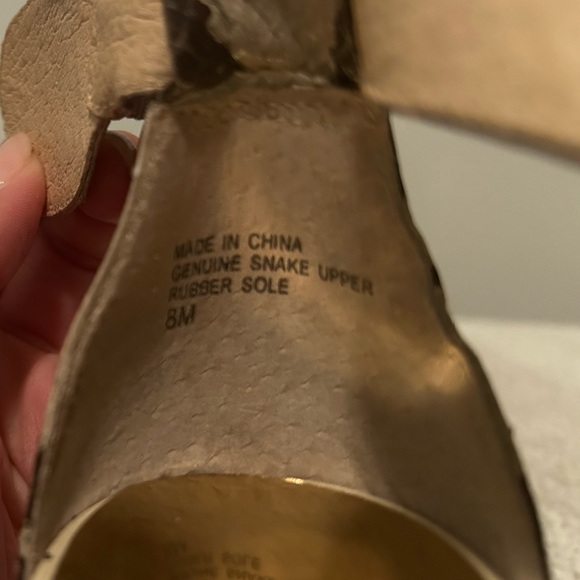 MADE IN CHINA
GENUINE SNAKE UPPER
RUBBER SOLE
8M